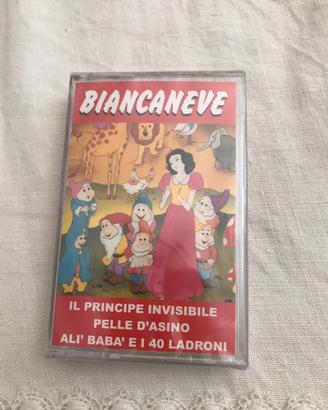 BIANCANEVE
IL PRINCIPE INVISIBILE
PELLE D'ASINO
ALI' BABA' E I 40 LADRONI